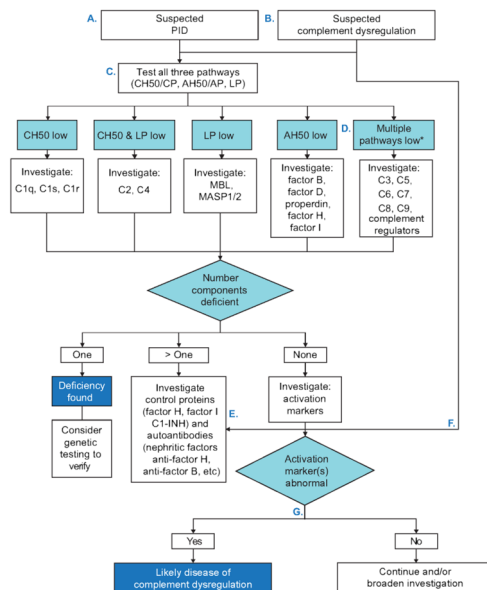 A.
Suspected
PID
B.
Suspected
complement dysregulation
C.
Test all three pathways
(CH50/CP, AH50/AP, LP)
CH50 low
CH50 & LP low
LP low
AH50 low
D.
Multiple
pathways low*
Investigate:
C1q, C1s, C1r
Investigate:
C2, C4
Investigate:
MBL,
MASP1/2
Investigate:
factor B,
factor D,
properdin,
factor H,
factor I
Investigate:
C3, C5,
C6, C7,
C8, C9,
complement
regulators
Number
components
deficient
One
> One
None
Deficiency
found
Consider
genetic
testing to
verify
Investigate
control proteins
(factor H, factor I
C1-INH) and
autoantibodies
(nephritic factors
anti-factor H,
anti-factor B, etc)
E.
Investigate:
activation
markers
F.
Activation
marker(s)
abnormal
G.
Yes
No
Likely disease of
complement dysregulation
Continue and/or
broaden investigation